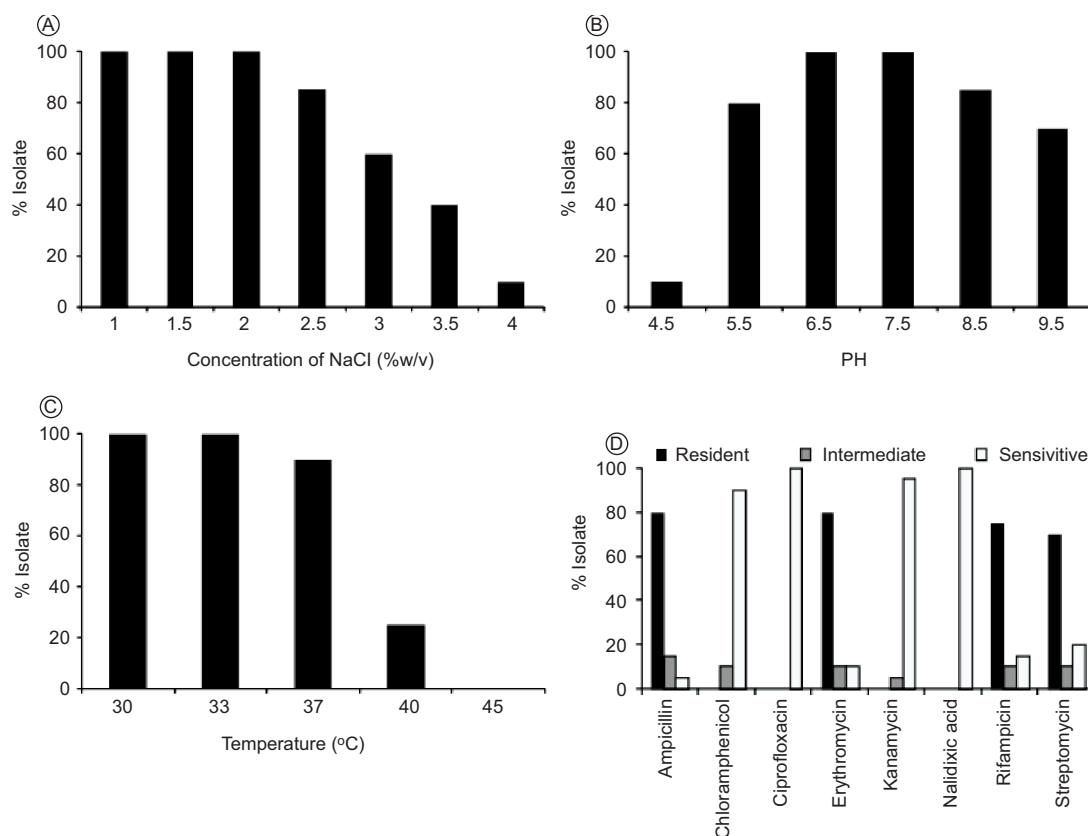 A
100
80
60
40
20
0
% Isolate
1 1.5 2 2.5 3 3.5 4
Concentration of NaCl (%w/v)
B
100
80
60
40
20
0
% Isolate
4.5 5.5 6.5 7.5 8.5 9.5
PH
C
100
80
60
40
20
0
% Isolate
30 33 37 40 45
Temperature (°C)
D
Resident Intermediate Sensivitive
100
80
60
40
20
0
% Isolate
Ampicillin
Chloramphenicol
Ciprofloxacin
Erythromycin
Kanamycin
Nalidixic acid
Rifampicin
Streptomycin